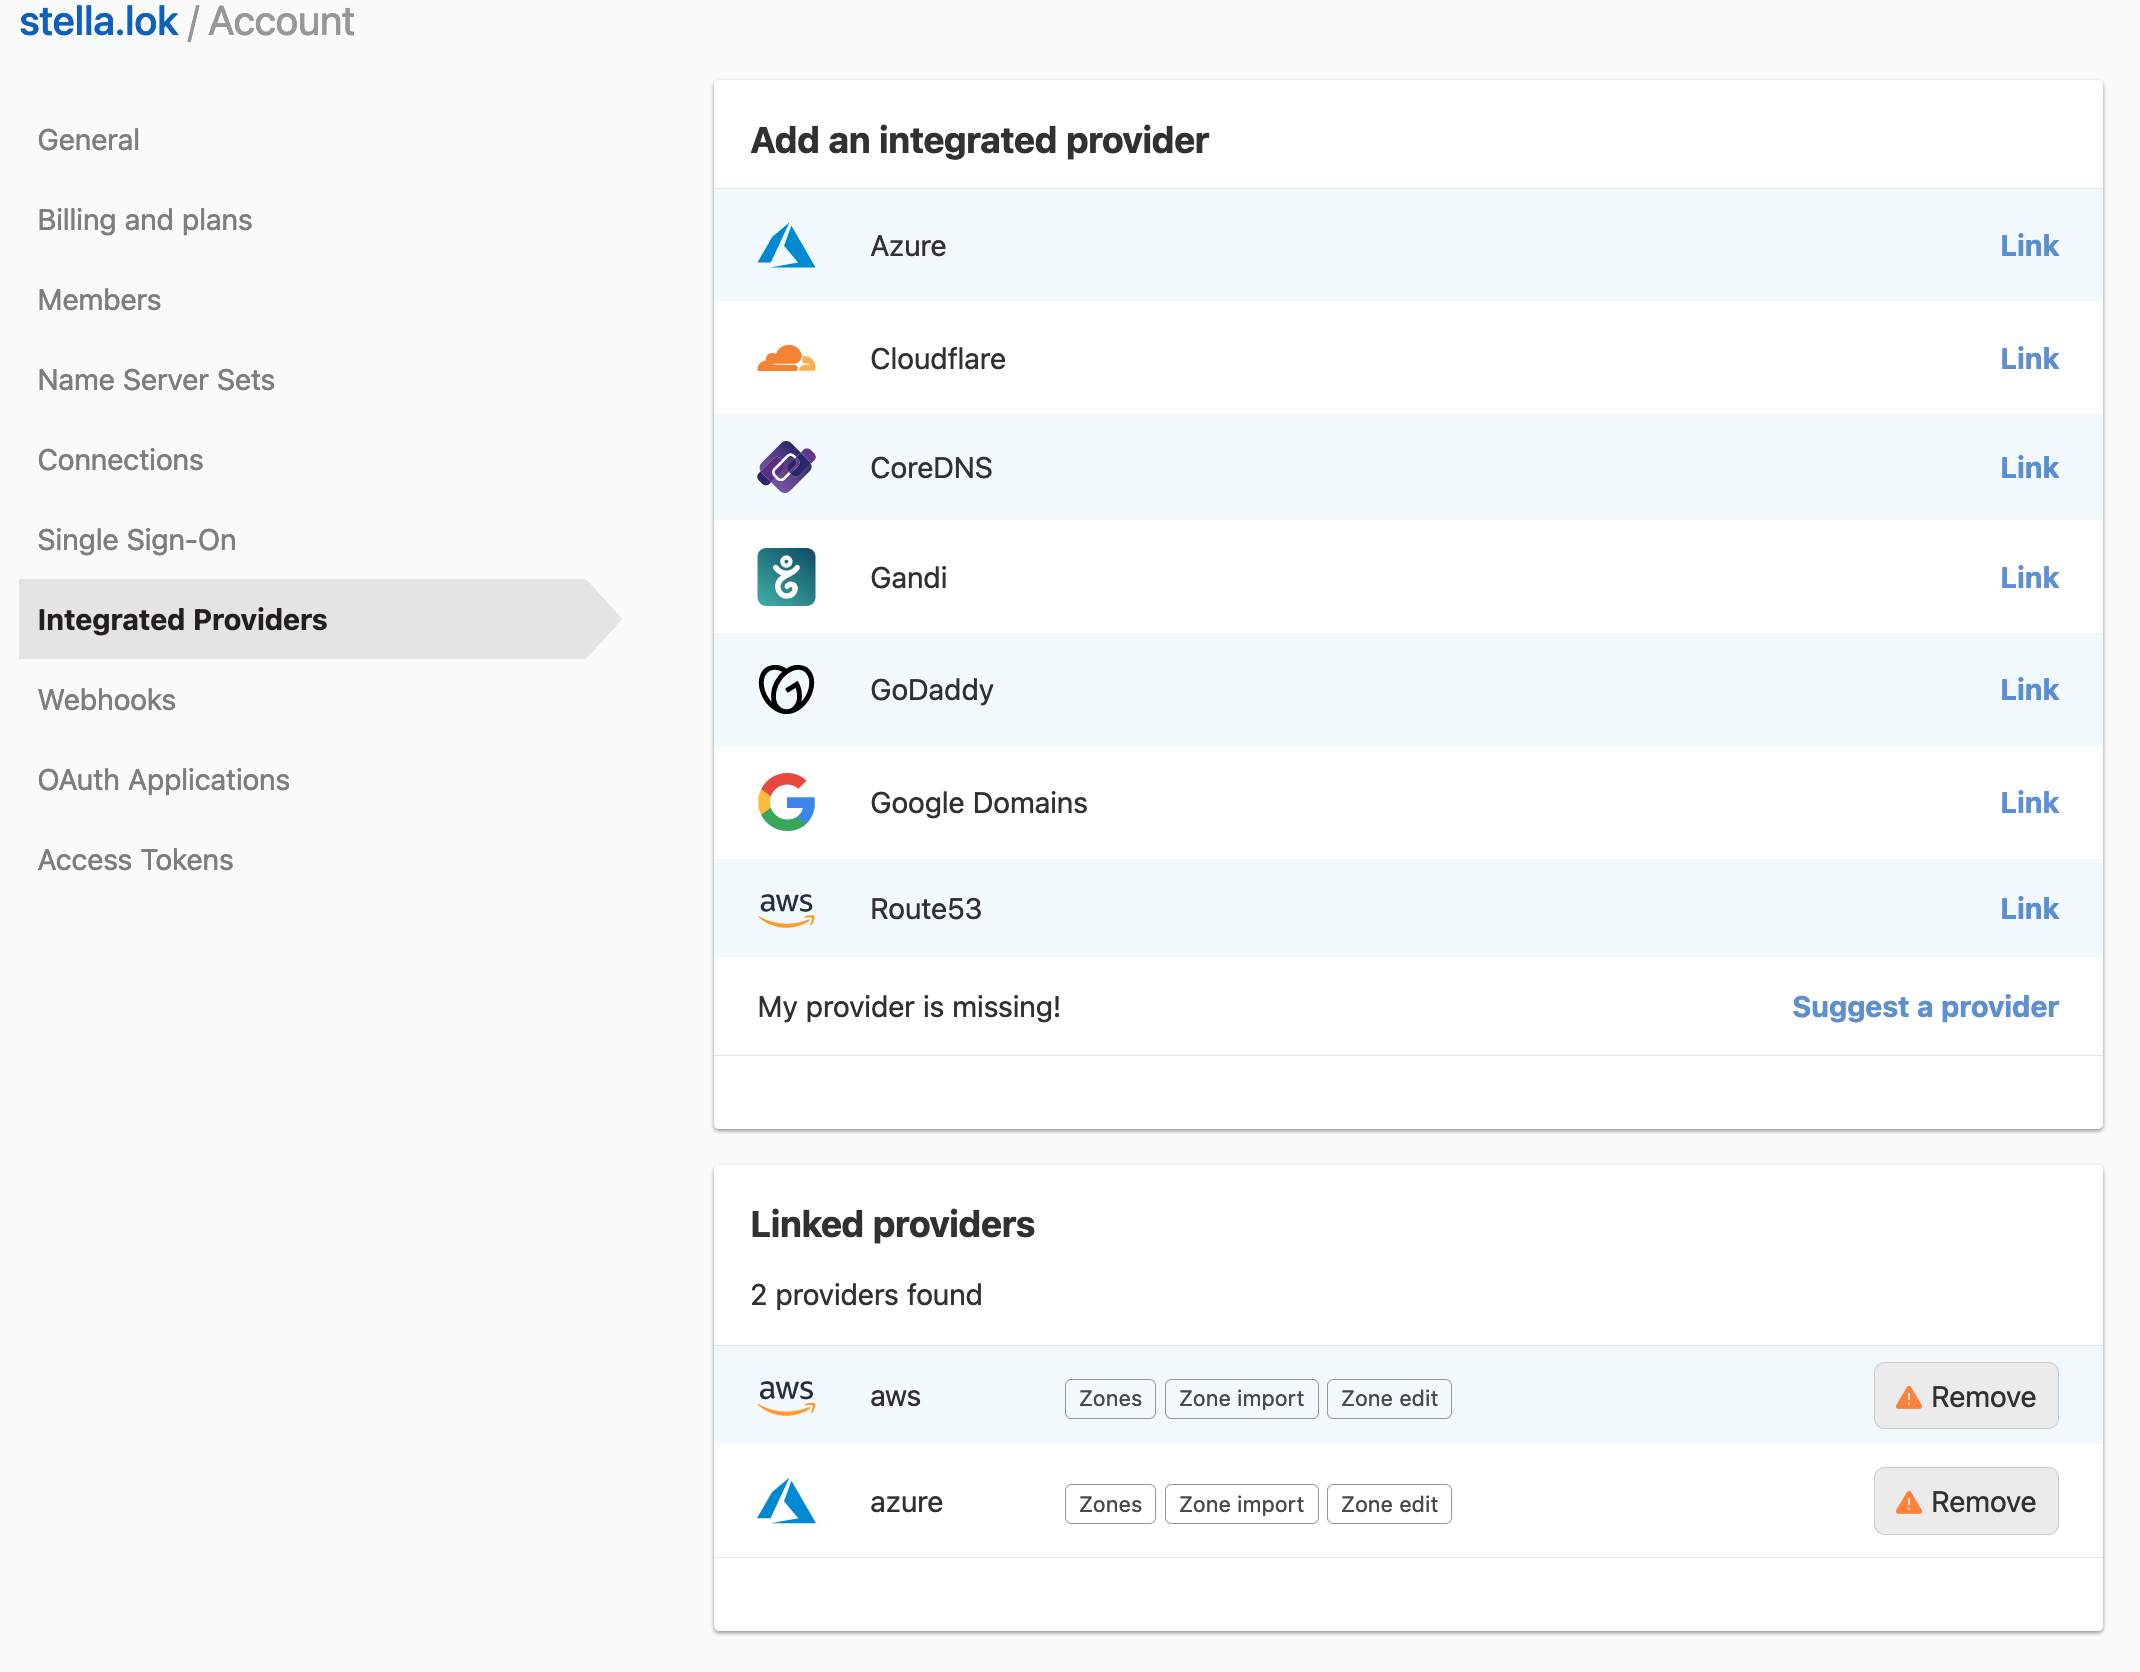 stella.lok / Account
General
Billing and plans
Members
Name Server Sets
Connections
Single Sign-On
Integrated Providers
Webhooks
OAuth Applications
Access Tokens
Add an integrated provider
Azure Link
Cloudflare Link
CoreDNS Link
Gandi Link
GoDaddy Link
Google Domains Link
aws Route53 Link
My provider is missing! Suggest a provider
Linked providers
2 providers found
aws aws Zones Zone import Zone edit Remove
azure Zones Zone import Zone edit Remove